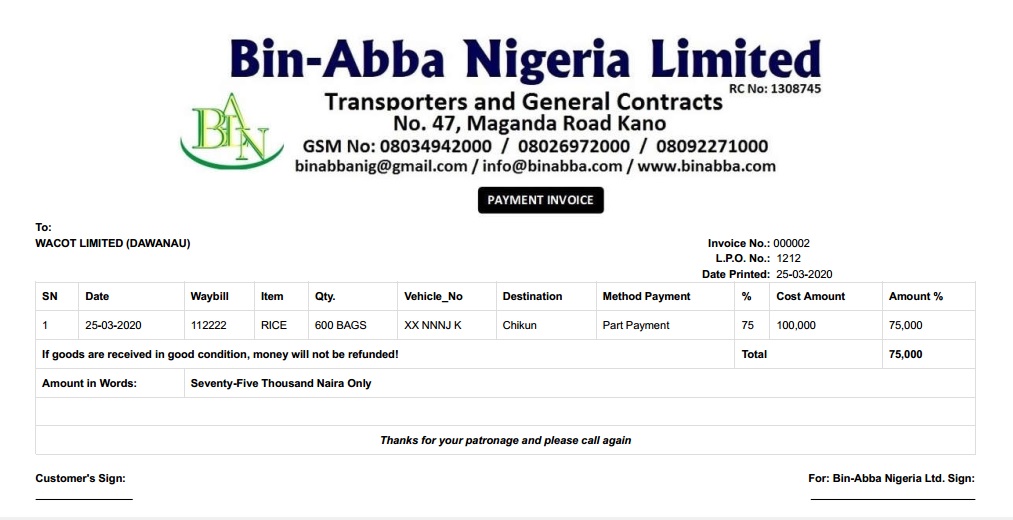 Bin-Abba Nigeria Limited
RC No: 1308745
BIN ABBA
Transporters and General Contracts
No. 47, Maganda Road Kano
GSM No: 08034942000 / 08026972000 / 08092271000
binabbanig@gmail.com / info@binabba.com / www.binabba.com
PAYMENT INVOICE
To:
WACOT LIMITED (DAWANAU)
Invoice No.: 000002
L.P.O. No.: 1212
Date Printed: 25-03-2020
SN Date Waybill Item Qty. Vehicle_No Destination Method Payment % Cost Amount Amount %
1 25-03-2020 112222 RICE 600 BAGS XX NNNJ K Chikun Part Payment 75 100,000 75,000
If goods are received in good condition, money will not be refunded! Total 75,000
Amount in Words: Seventy-Five Thousand Naira Only
Thanks for your patronage and please call again
Customer's Sign: For: Bin-Abba Nigeria Ltd. Sign: